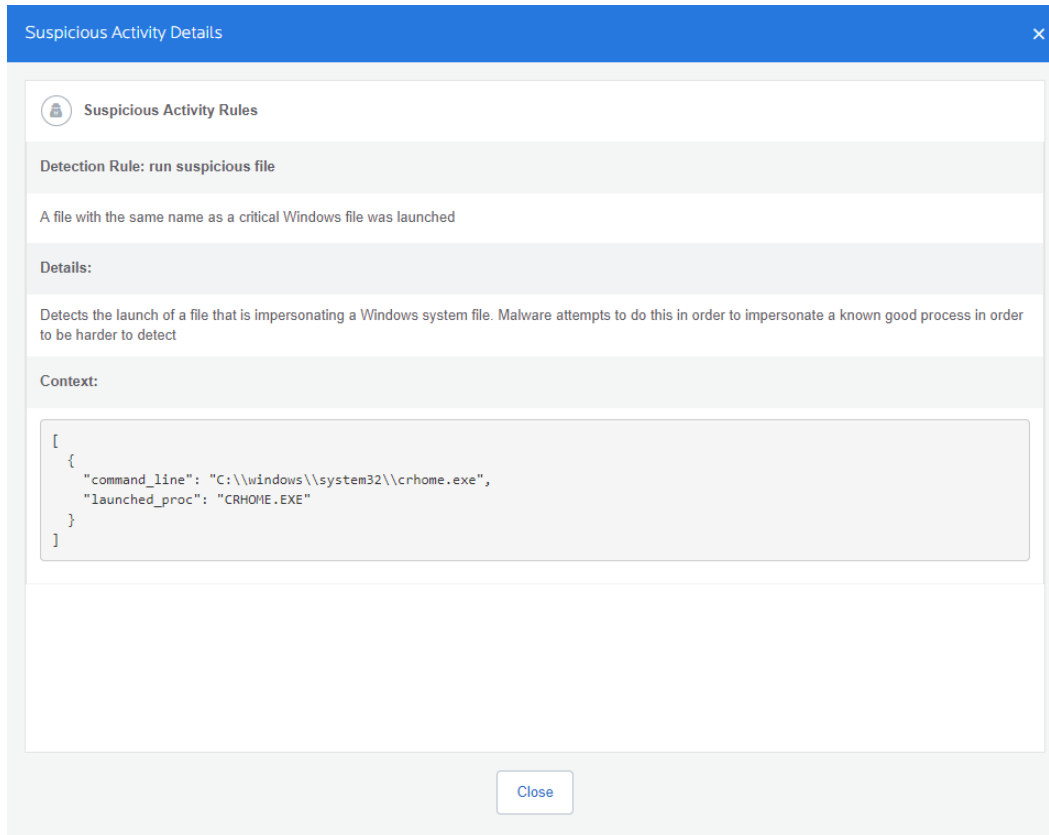 Suspicious Activity Details
×
Suspicious Activity Rules
Detection Rule: run suspicious file
A file with the same name as a critical Windows file was launched
Details:
Detects the launch of a file that is impersonating a Windows system file. Malware attempts to do this in order to impersonate a known good process in order
to be harder to detect
Context:
[
  {
    "command_line": "C:\\windows\\system32\\crhome.exe",
    "launched_proc": "CRHOME.EXE"
  }
]
Close